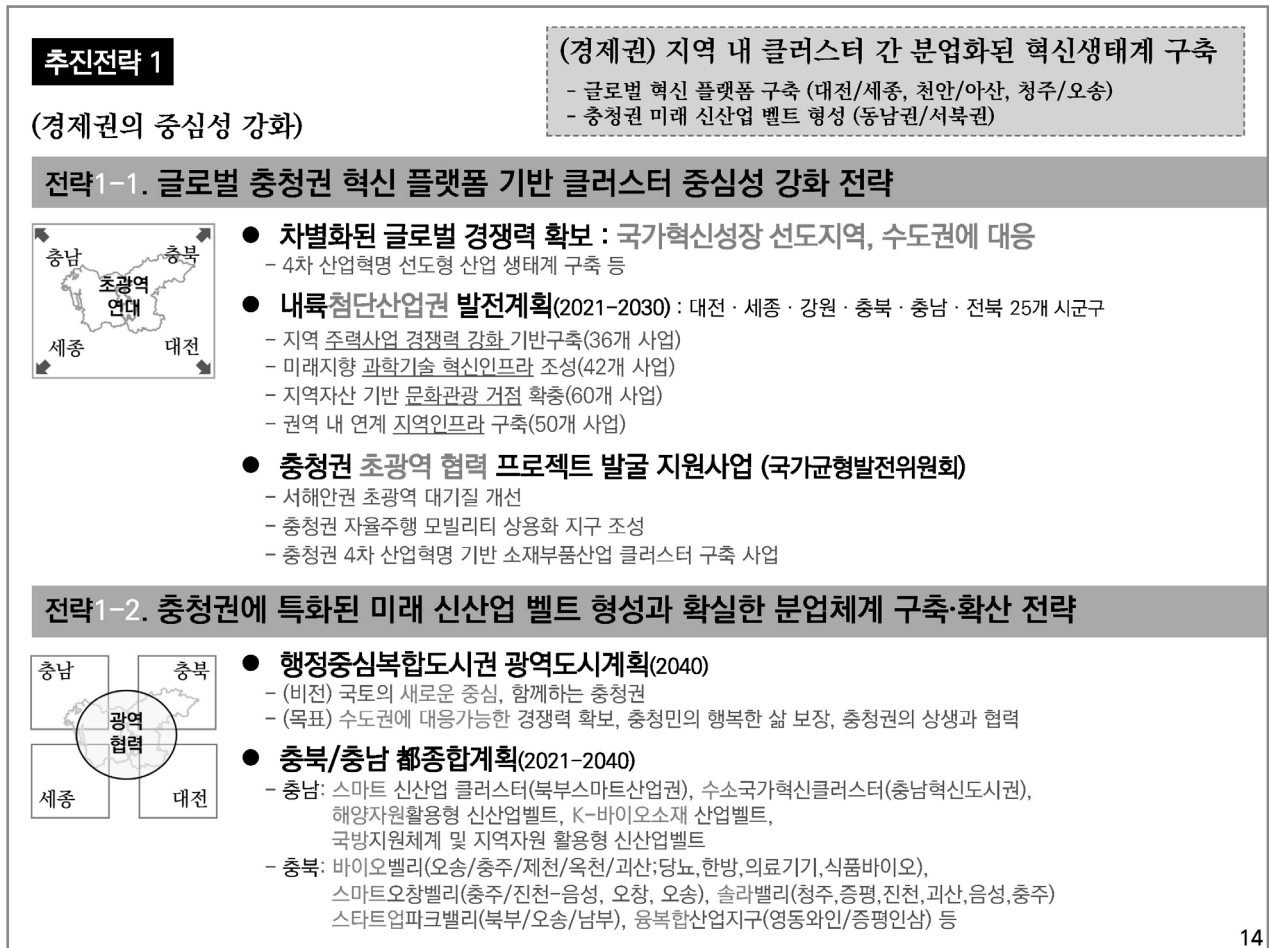 추진전략 1
(경제권의 중심성 강화)
(경제권) 지역 내 클러스터 간 분업화된 혁신생태계 구축
- 글로벌 혁신 플랫폼 구축 (대전/세종, 천안/아산, 청주/오송)
- 충청권 미래 신산업 벨트 형성 (동남권/서북권)
전략1-1. 글로벌 충청권 혁신 플랫폼 기반 클러스터 중심성 강화 전략
충남
충북
초광역
연대
세종
대전
● 차별화된 글로벌 경쟁력 확보 : 국가혁신성장 선도지역, 수도권에 대응
- 4차 산업혁명 선도형 산업 생태계 구축 등
● 내륙첨단산업권 발전계획(2021-2030) : 대전 · 세종 · 강원 · 충북 · 충남 · 전북 25개 시군구
- 지역 주력사업 경쟁력 강화 기반구축(36개 사업)
- 미래지향 과학기술 혁신인프라 조성(42개 사업)
- 지역자산 기반 문화관광 거점 확충(60개 사업)
- 권역 내 연계 지역인프라 구축(50개 사업)
● 충청권 초광역 협력 프로젝트 발굴 지원사업 (국가균형발전위원회)
- 서해안권 초광역 대기질 개선
- 충청권 자율주행 모빌리티 상용화 지구 조성
- 충청권 4차 산업혁명 기반 소재부품산업 클러스터 구축 사업
전략1-2. 충청권에 특화된 미래 신산업 벨트 형성과 확실한 분업체계 구축·확산 전략
충남
충북
광역
협력
세종
대전
● 행정중심복합도시권 광역도시계획(2040)
- (비전) 국토의 새로운 중심, 함께하는 충청권
- (목표) 수도권에 대응가능한 경쟁력 확보, 충청민의 행복한 삶 보장, 충청권의 상생과 협력
● 충북/충남 都종합계획(2021-2040)
- 충남: 스마트 신산업 클러스터(북부스마트산업권), 수소국가혁신클러스터(충남혁신도시권),
해양자원활용형 신산업벨트, K-바이오소재 산업벨트,
국방지원체계 및 지역자원 활용형 신산업벨트
- 충북: 바이오벨리(오송/충주/제천/옥천/괴산;당뇨,한방,의료기기,식품바이오),
스마트오창벨리(충주/진천-음성, 오창, 오송), 솔라밸리(청주,증평,진천,괴산,음성,충주)
스타트업파크밸리(북부/오송/남부), 융복합산업지구(영동와인/증평인삼) 등
14